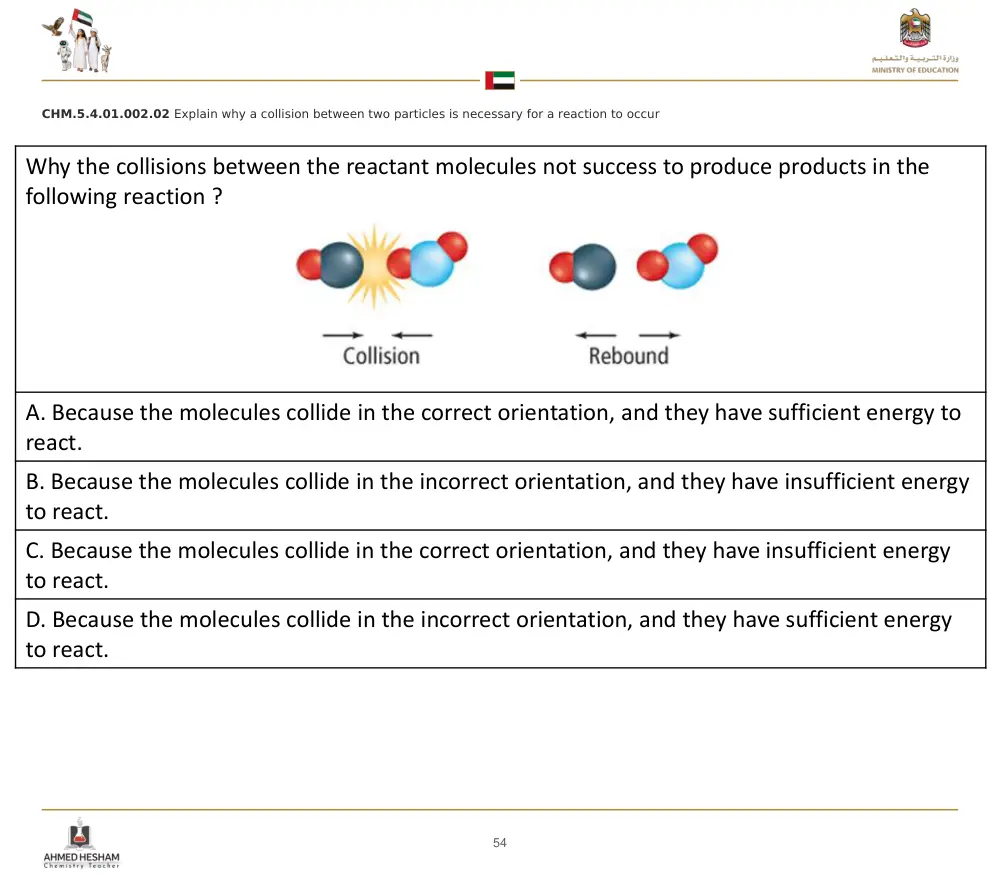 وزارة التربية والتعليم
MINISTRY OF EDUCATION
CHM.5.4.01.002.02 Explain why a collision between two particles is necessary for a reaction to occur
Why the collisions between the reactant molecules not success to produce products in the
following reaction ?
Collision
Rebound
A. Because the molecules collide in the correct orientation, and they have sufficient energy to
react.
B. Because the molecules collide in the incorrect orientation, and they have insufficient energy
to react.
C. Because the molecules collide in the correct orientation, and they have insufficient energy
to react.
D. Because the molecules collide in the incorrect orientation, and they have sufficient energy
to react.
AHMED HESHAM
Chemistry Teacher
54